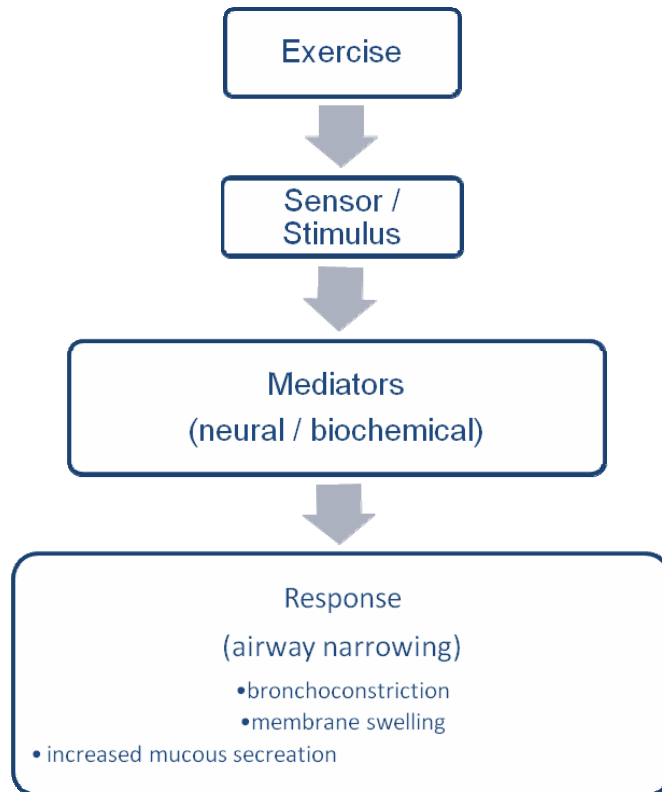 Exercise
Sensor /
Stimulus
Mediators
(neural / biochemical)
Response
(airway narrowing)
•bronchoconstriction
•membrane swelling
• increased mucous secreation